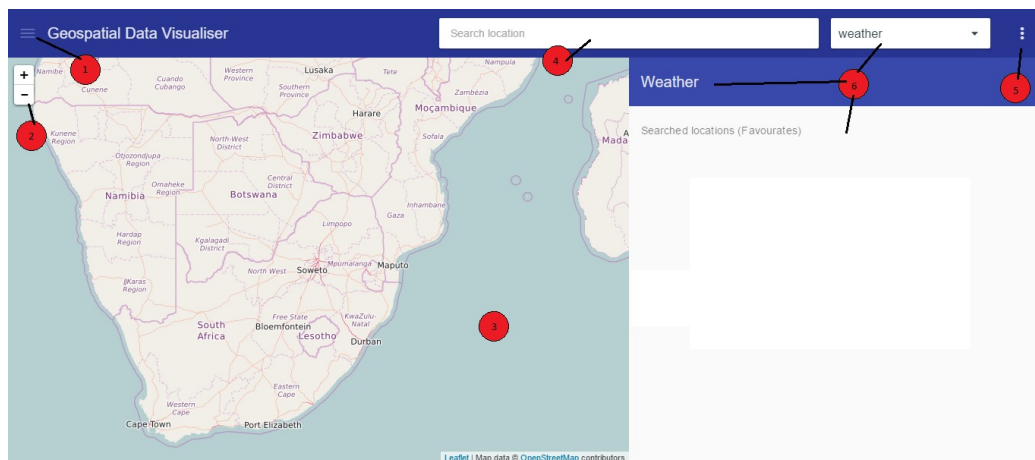 Geospatial Data Visualiser
Search location
weather
1
4
6
5
+
−
2
Weather
Searched locations (Favourates)
Namibe
Cunene
Cuando
Cubango
Western
Province
Lusaka
Southern
Province
Tete
Nampula
Zambézia
Moçambique
Harare
Zimbabwe
Sofala
Mada
A
Kunene
Region
North-West
District
Otjozondjupa
Region
Omaheke
Region
Central
District
Namibia
Botswana
Inhambane
Gaza
Limpopo
Hardap
Region
Kgalagadi
District
Mpumalanga
Maputo
North West
Soweto
ǁKaras
Region
South
Africa
Free State
Bloemfontein
KwaZulu-
Natal
Lesotho
Durban
3
Eastern
Cape
Western
Cape
Cape Town
Port Elizabeth
Leaflet | Map data © OpenStreetMap contributors